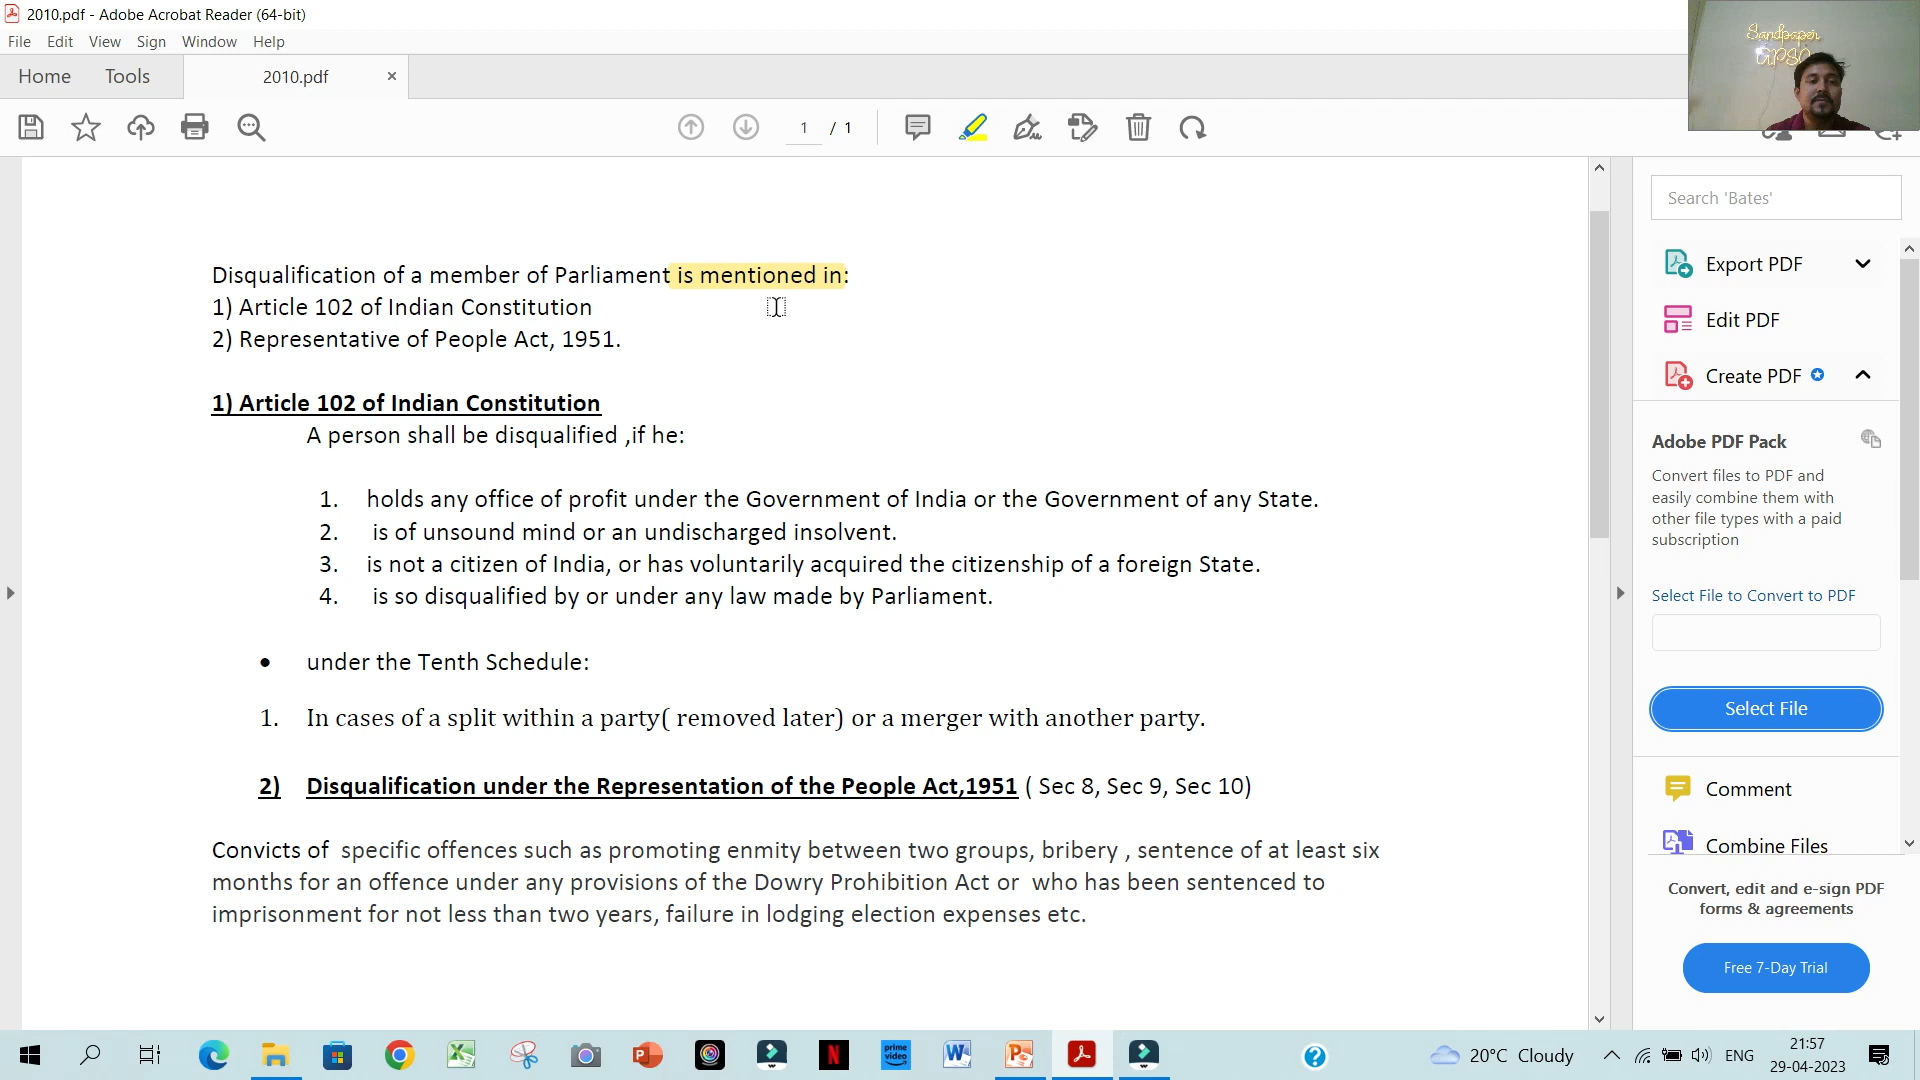 2010.pdf - Adobe Acrobat Reader (64-bit)
File Edit View Sign Window Help
Home Tools 2010.pdf ×
1 / 1
Sandpaper
GPSC
Disqualification of a member of Parliament is mentioned in:
1) Article 102 of Indian Constitution
2) Representative of People Act, 1951.
1) Article 102 of Indian Constitution
A person shall be disqualified ,if he:
1. holds any office of profit under the Government of India or the Government of any State.
2. is of unsound mind or an undischarged insolvent.
3. is not a citizen of India, or has voluntarily acquired the citizenship of a foreign State.
4. is so disqualified by or under any law made by Parliament.
• under the Tenth Schedule:
1. In cases of a split within a party( removed later) or a merger with another party.
2) Disqualification under the Representation of the People Act,1951 ( Sec 8, Sec 9, Sec 10)
Convicts of specific offences such as promoting enmity between two groups, bribery , sentence of at least six
months for an offence under any provisions of the Dowry Prohibition Act or who has been sentenced to
imprisonment for not less than two years, failure in lodging election expenses etc.
Search 'Bates'
Export PDF
Edit PDF
Create PDF
Adobe PDF Pack
Convert files to PDF and
easily combine them with
other file types with a paid
subscription
Select File to Convert to PDF
Select File
Comment
Combine Files
Convert, edit and e-sign PDF
forms & agreements
Free 7-Day Trial
20°C Cloudy
ENG
21:57
29-04-2023
prime
video